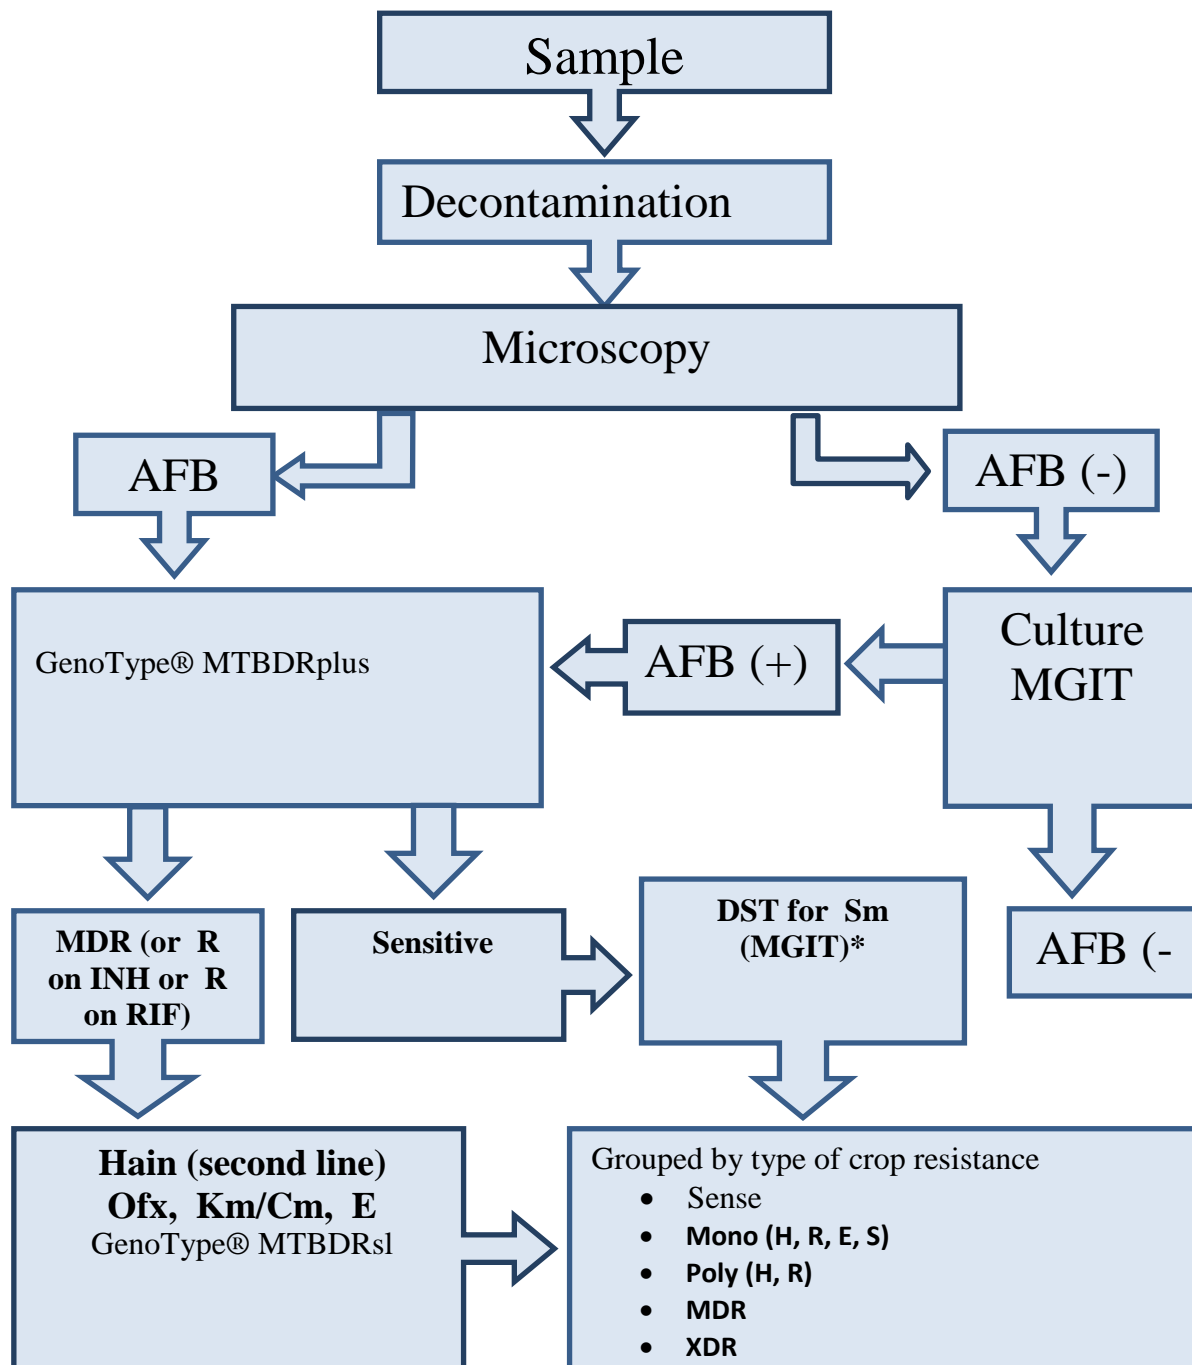 Sample
Decontamination
Microscopy
AFB
AFB (-)
GenoType® MTBDRplus
AFB (+)
Culture
MGIT
MDR (or R
on INH or R
on RIF)
Sensitive
DST for Sm
(MGIT)*
AFB (-
Hain (second line)
Ofx, Km/Cm, E
GenoType® MTBDRsl
Grouped by type of crop resistance
• Sense
• Mono (H, R, E, S)
• Poly (H, R)
• MDR
• XDR